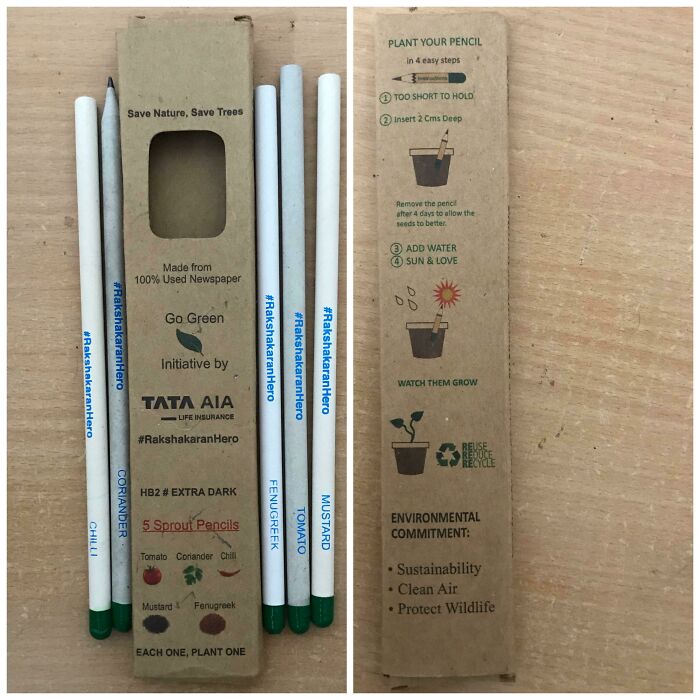 Save Nature, Save Trees
Made from
100% Used Newspaper
Go Green
Initiative by
TATA AIA
LIFE INSURANCE
#RakshakaranHero
HB2 # EXTRA DARK
5 Sprout Pencils
Tomato Coriander Chilli
Mustard Fenugreek
EACH ONE, PLANT ONE
#RakshakaranHero
CHILLI
#RakshakaranHero
CORIANDER
#RakshakaranHero
FENUGREEK
#RakshakaranHero
TOMATO
#RakshakaranHero
MUSTARD
PLANT YOUR PENCIL
in 4 easy steps
Instructions
1 TOO SHORT TO HOLD
2 Insert 2 Cms Deep
Remove the pencil
after 4 days to allow the
seeds to better.
3 ADD WATER
4 SUN & LOVE
WATCH THEM GROW
REUSE
REDUCE
RECYCLE
ENVIRONMENTAL
COMMITMENT:
• Sustainability
• Clean Air
• Protect Wildlife